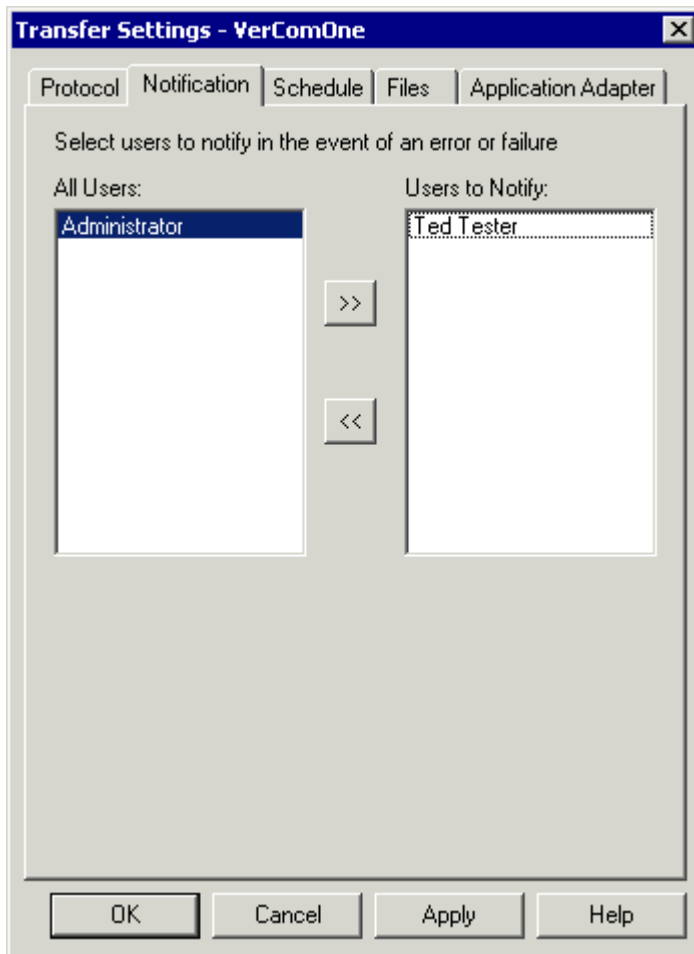 Transfer Settings - VerComOne
Protocol Notification Schedule Files Application Adapter
Select users to notify in the event of an error or failure
All Users: Users to Notify:
Administrator Ted Tester
>>
<<
OK Cancel Apply Help